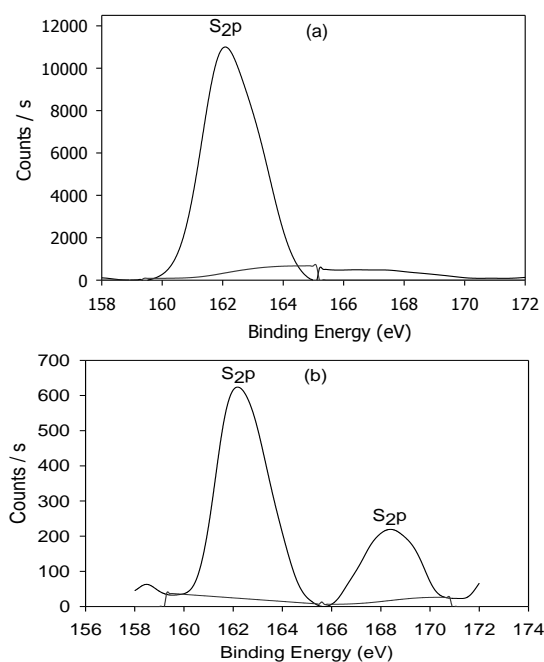 S2p
(a)
12000
10000
8000
6000
4000
2000
0
Counts / s
158 160 162 164 166 168 170 172
Binding Energy (eV)
700
600
500
400
300
200
100
0
Counts / s
S2p
(b)
S2p
156 158 160 162 164 166 168 170 172 174
Binding Energy (eV)